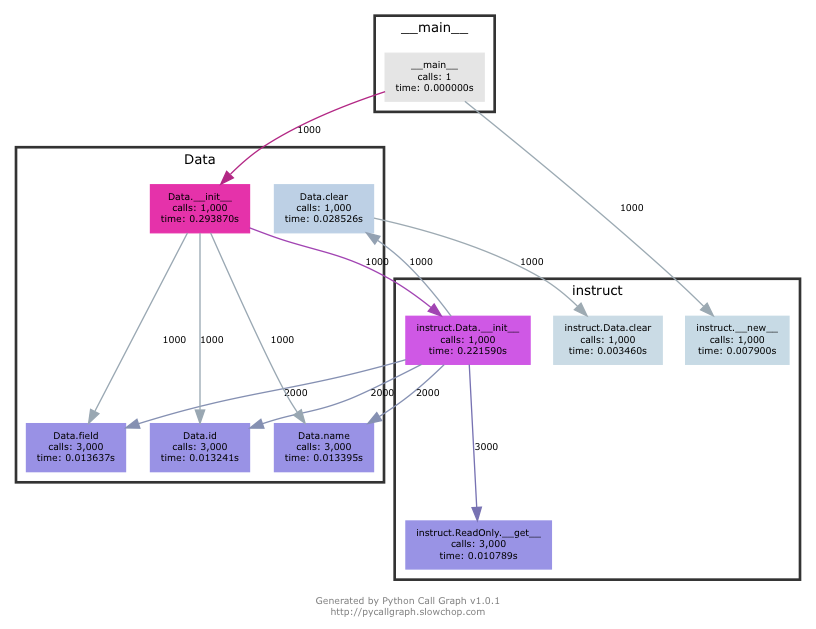 __main__
__main__
calls: 1
time: 0.000000s
1000
Data
Data.__init__
calls: 1,000
time: 0.293870s
Data.clear
calls: 1,000
time: 0.028526s
1000
1000
1000
1000
instruct
instruct.Data.__init__
calls: 1,000
time: 0.221590s
instruct.Data.clear
calls: 1,000
time: 0.003460s
instruct.__new__
calls: 1,000
time: 0.007900s
1000
1000
1000
2000
2000
2000
Data.field
calls: 3,000
time: 0.013637s
Data.id
calls: 3,000
time: 0.013241s
Data.name
calls: 3,000
time: 0.013395s
3000
instruct.ReadOnly.__get__
calls: 3,000
time: 0.010789s
Generated by Python Call Graph v1.0.1
http://pycallgraph.slowchop.com